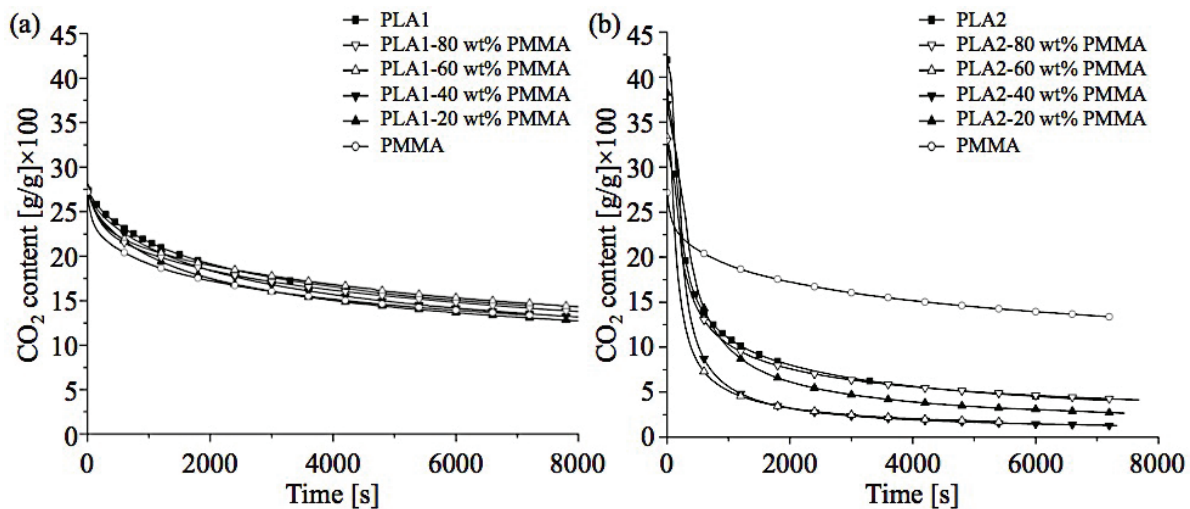 (a)
PLA1
PLA1-80 wt% PMMA
PLA1-60 wt% PMMA
PLA1-40 wt% PMMA
PLA1-20 wt% PMMA
PMMA
CO₂ content [g/g]×100
45
40
35
30
25
20
15
10
5
0
0 2000 4000 6000 8000
Time [s]
(b)
PLA2
PLA2-80 wt% PMMA
PLA2-60 wt% PMMA
PLA2-40 wt% PMMA
PLA2-20 wt% PMMA
PMMA
CO₂ content [g/g]×100
45
40
35
30
25
20
15
10
5
0
0 2000 4000 6000 8000
Time [s]